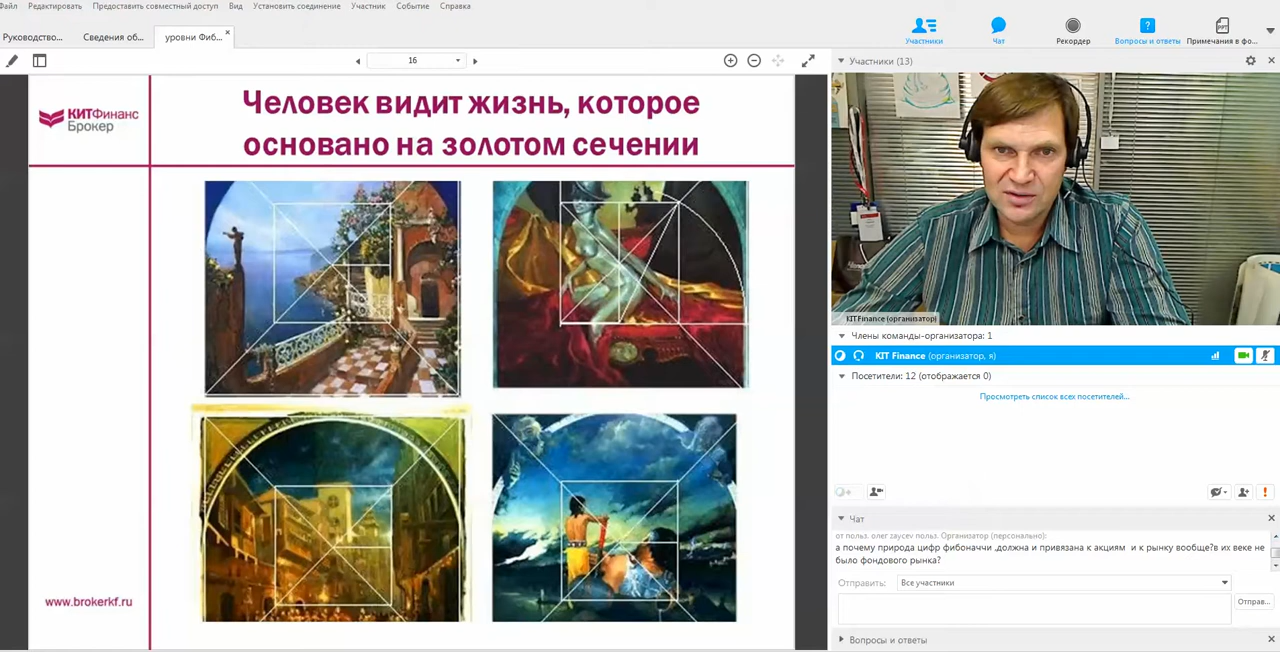 Файл Редактировать Предоставить совместный доступ Вид Установить соединение Участник Событие Справка
Руководство... Сведения об... уровни Фиб...
Участники Чат Рекордер Вопросы и ответы Примечания в фо...
16
КИТФинанс
Брокер
Человек видит жизнь, которое
основано на золотом сечении
www.brokerkf.ru
Участники (13)
KIT Finance (организатор)
Члены команды-организатора: 1
KIT Finance (организатор, я)
Посетители: 12 (отображается 0)
Просмотреть список всех посетителей...
Чат
от польз. олег zaycev польз. Организатор (персонально):
а почему природа цифр фибоначчи ,должна и привязана к акциям и к рынку вообще?в их веке не
было фондового рынка?
Отправить: Все участники
Отправ...
Вопросы и ответы